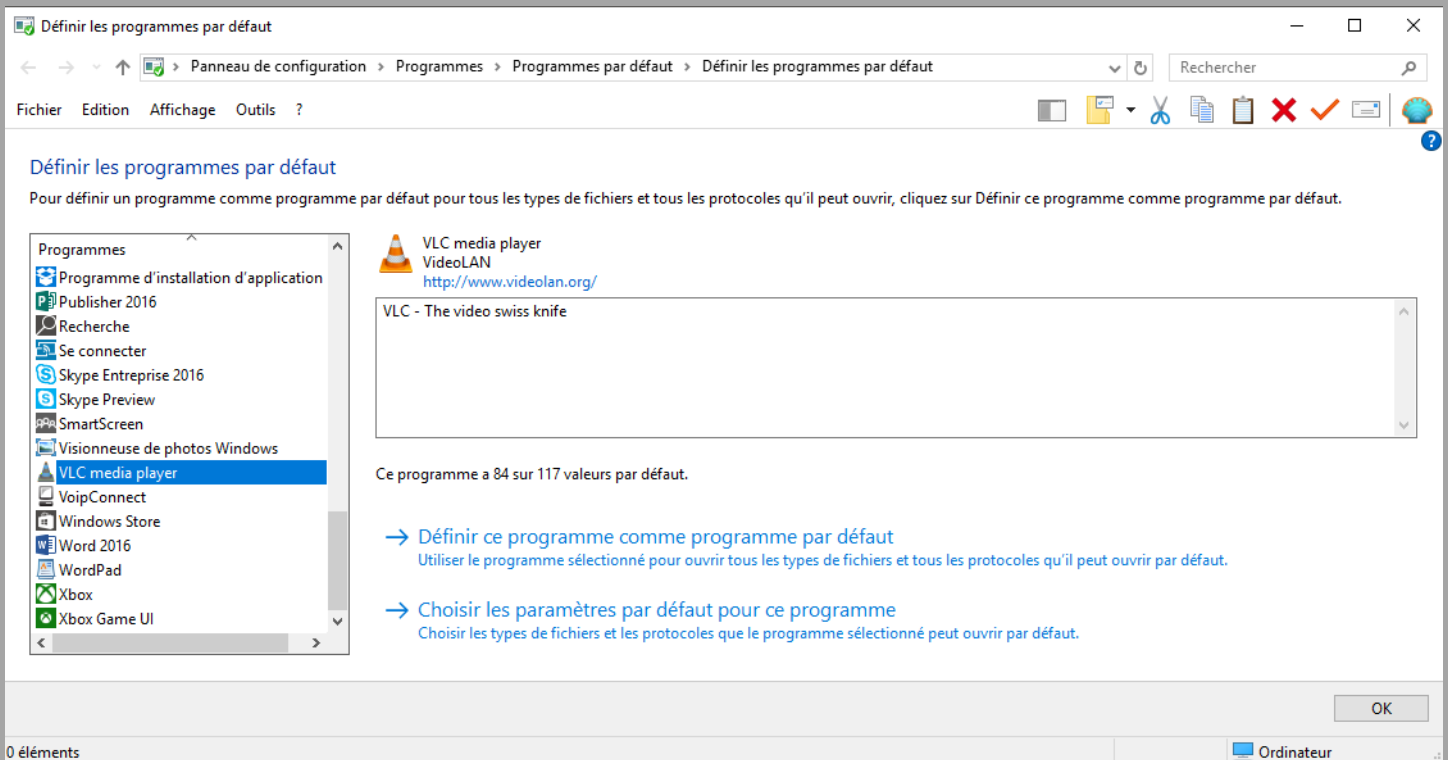 Définir les programmes par défaut
Panneau de configuration > Programmes > Programmes par défaut > Définir les programmes par défaut
Rechercher
Fichier Edition Affichage Outils ?
?
Définir les programmes par défaut
Pour définir un programme comme programme par défaut pour tous les types de fichiers et tous les protocoles qu'il peut ouvrir, cliquez sur Définir ce programme comme programme par défaut.
Programmes
Programme d'installation d'application
Publisher 2016
Recherche
Se connecter
Skype Entreprise 2016
Skype Preview
SmartScreen
Visionneuse de photos Windows
VLC media player
VoipConnect
Windows Store
Word 2016
WordPad
Xbox
Xbox Game UI
VLC media player
VideoLAN
http://www.videolan.org/
VLC - The video swiss knife
Ce programme a 84 sur 117 valeurs par défaut.
Définir ce programme comme programme par défaut
Utiliser le programme sélectionné pour ouvrir tous les types de fichiers et tous les protocoles qu'il peut ouvrir par défaut.
Choisir les paramètres par défaut pour ce programme
Choisir les types de fichiers et les protocoles que le programme sélectionné peut ouvrir par défaut.
OK
0 éléments
Ordinateur